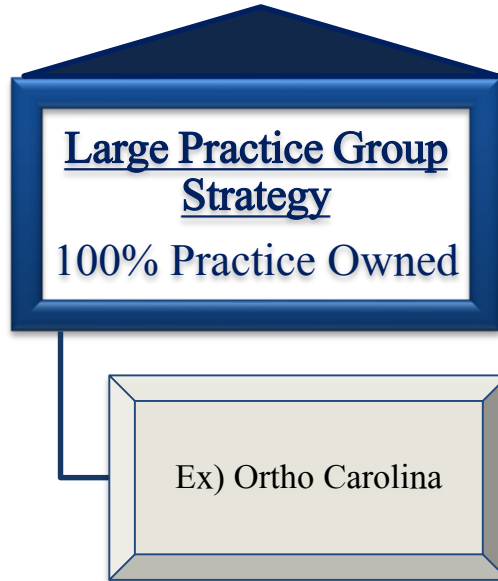 Large Practice Group
Strategy
100% Practice Owned
Ex) Ortho Carolina